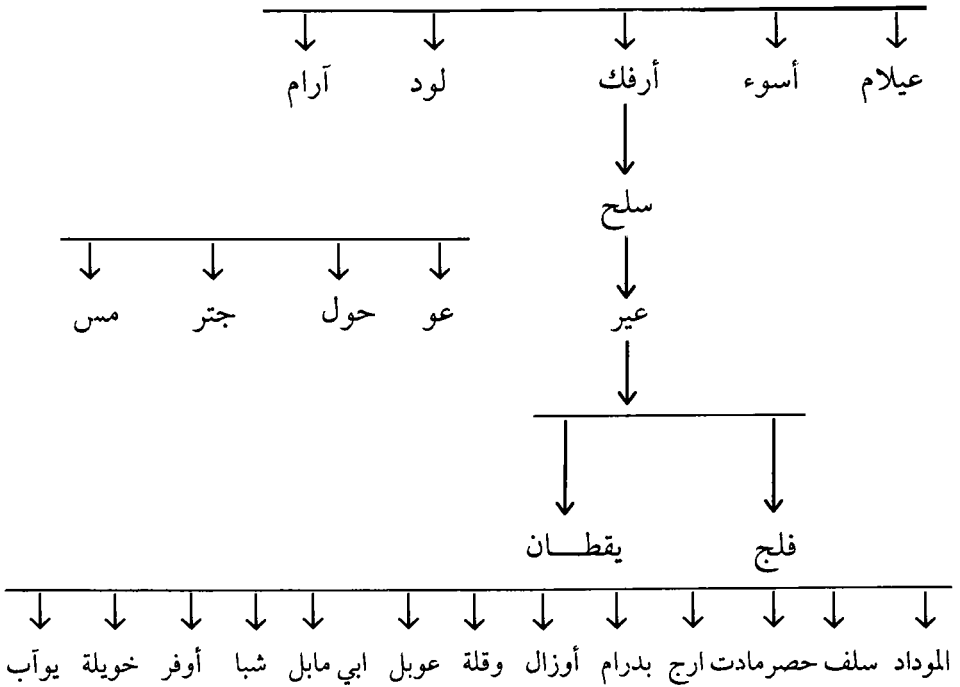 عيلام أسوء أرفك لود آرام
سلح
عو حول جتر مس
عير
فلج يقطـــان
الموداد سلف حصرمادت ارج بدرام أوزال وقلة عوبل ابي مابل شبا أوفر خويلة يوآب